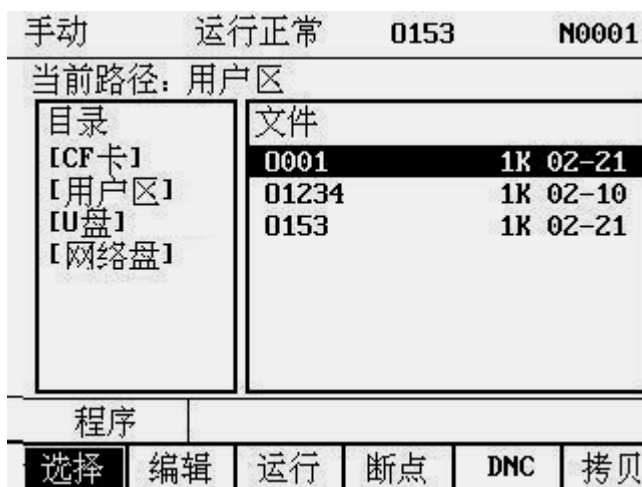 手动 运行正常 O153 N0001
当前路径: 用户区
目录 文件
[CF卡] O001 1K 02-21
[用户区] O1234 1K 02-10
[U盘] O153 1K 02-21
[网络盘]
程序
选择 编辑 运行 断点 DNC 拷贝